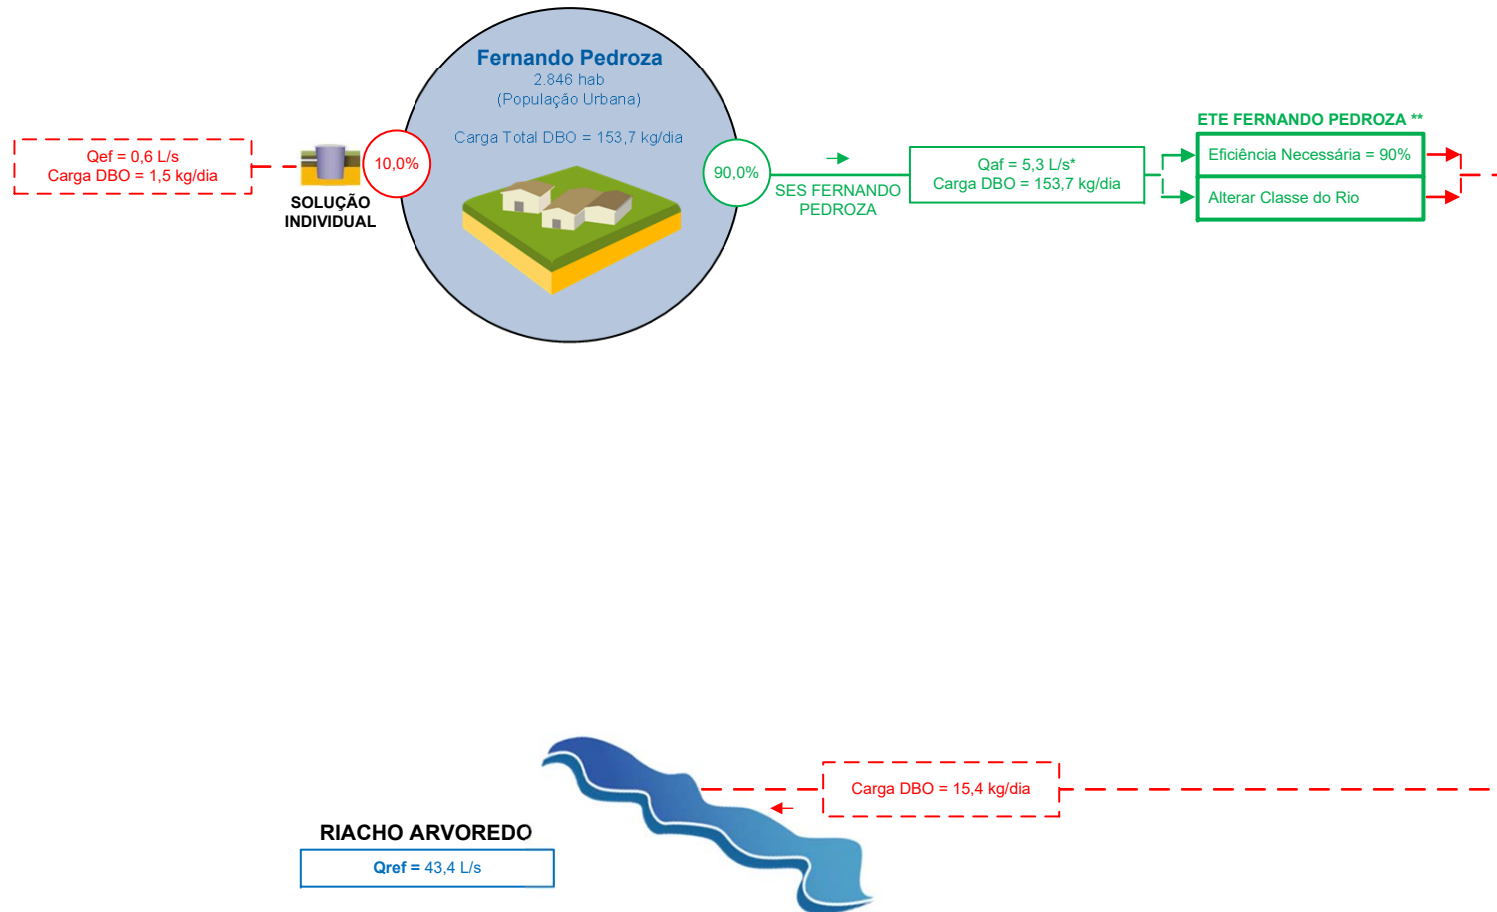 Fernando Pedroza
2.846 hab
(População Urbana)
Carga Total DBO = 153,7 kg/dia
Qef = 0,6 L/s
Carga DBO = 1,5 kg/dia
SOLUÇÃO
INDIVIDUAL
10,0%
90,0%
SES FERNANDO
PEDROZA
Qaf = 5,3 L/s*
Carga DBO = 153,7 kg/dia
ETE FERNANDO PEDROZA **
Eficiência Necessária = 90%
Alterar Classe do Rio
Carga DBO = 15,4 kg/dia
RIACHO ARVOREDO
Qref = 43,4 L/s